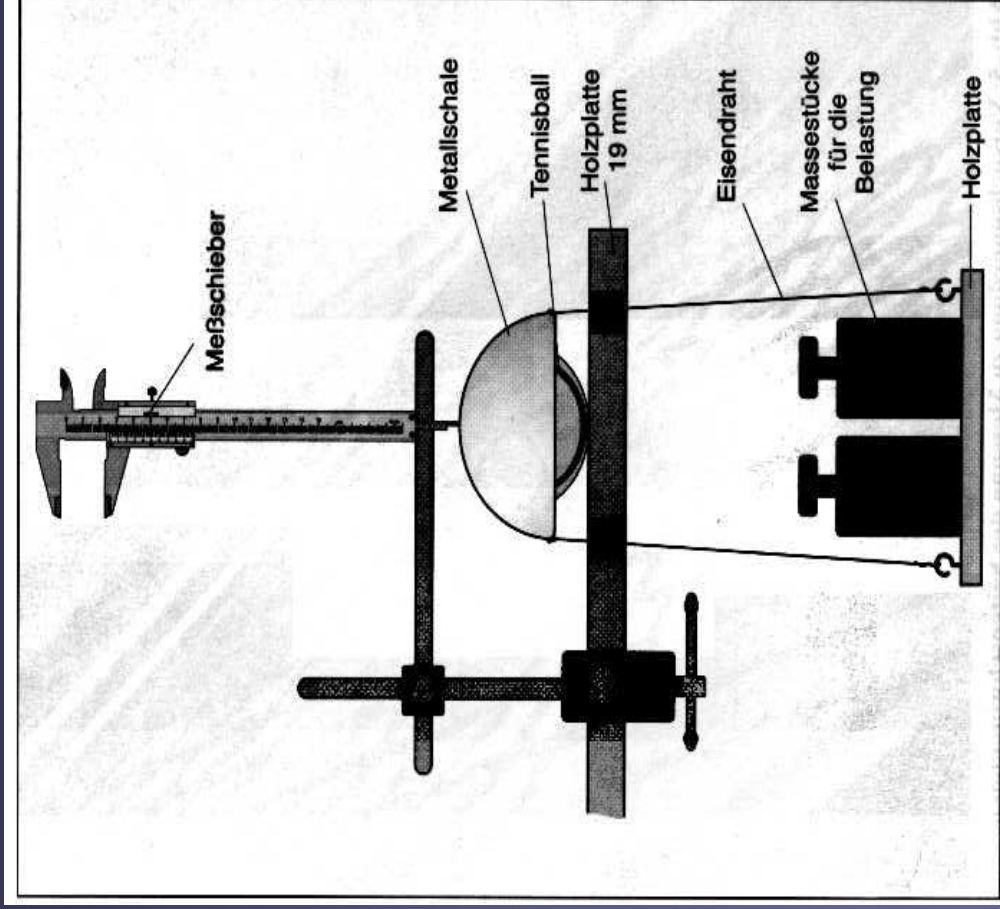 Meßschieber
Metallschale
Tennisball
Holzplatte
19 mm
Eisendraht
Massestücke
für die
Belastung
Holzplatte